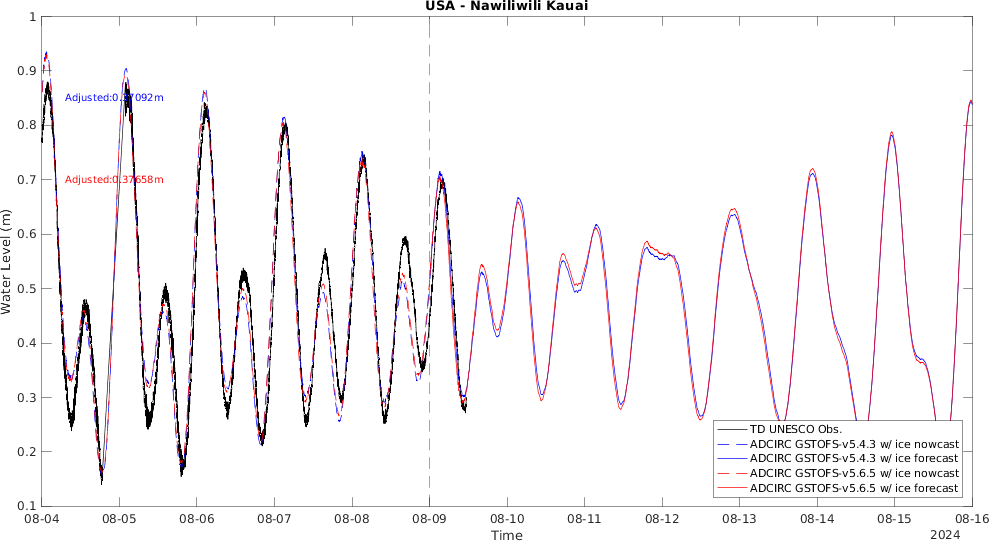 USA - Nawiliwili Kauai
1
0.9
0.8
0.7
0.6
0.5
0.4
0.3
0.2
0.1
Water Level (m)
Adjusted:0.37092m
Adjusted:0.37658m
TD UNESCO Obs.
ADCIRC GSTOFS-v5.4.3 w/ ice nowcast
ADCIRC GSTOFS-v5.4.3 w/ ice forecast
ADCIRC GSTOFS-v5.6.5 w/ ice nowcast
ADCIRC GSTOFS-v5.6.5 w/ ice forecast
08-04 08-05 08-06 08-07 08-08 08-09 08-10 08-11 08-12 08-13 08-14 08-15 08-16
Time
2024